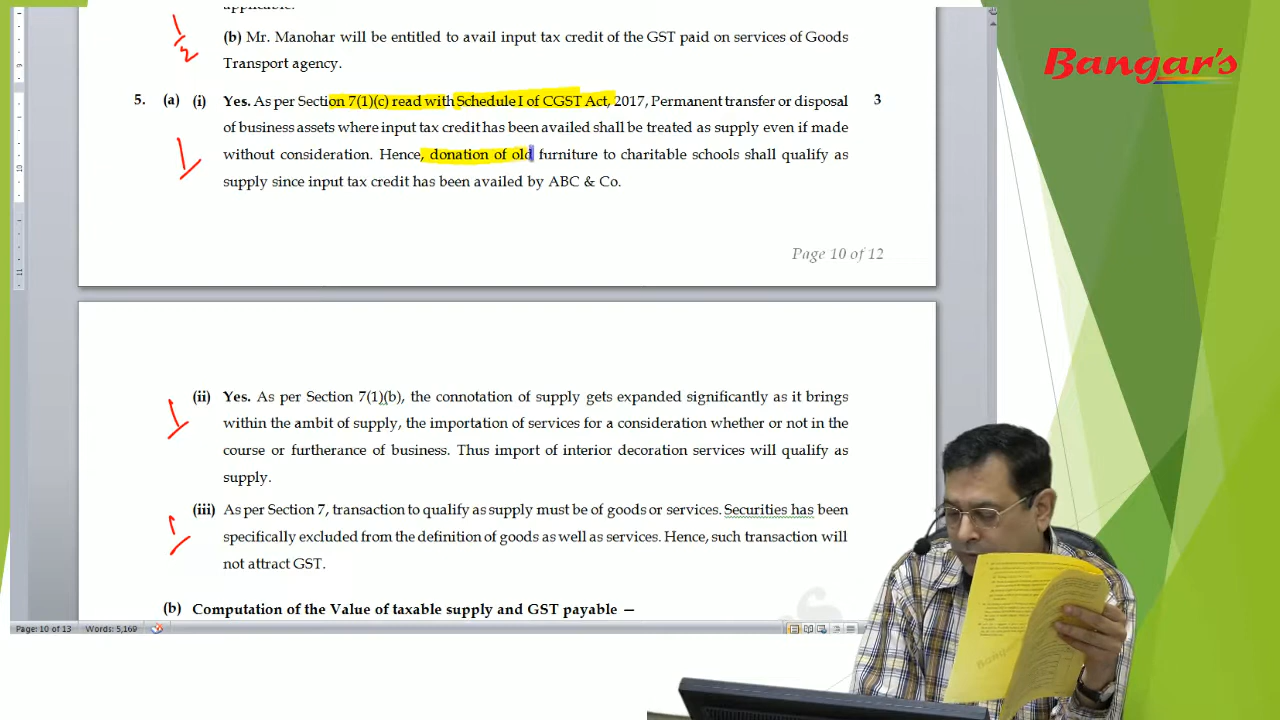 applicable.
1/2
(b) Mr. Manohar will be entitled to avail input tax credit of the GST paid on services of Goods
Transport agency.
Bangar's
5. (a) (i) Yes. As per Section 7(1)(c) read with Schedule I of CGST Act, 2017, Permanent transfer or disposal 3
of business assets where input tax credit has been availed shall be treated as supply even if made
1
without consideration. Hence, donation of old furniture to charitable schools shall qualify as
supply since input tax credit has been availed by ABC & Co.
Page 10 of 12
(ii) Yes. As per Section 7(1)(b), the connotation of supply gets expanded significantly as it brings
1
within the ambit of supply, the importation of services for a consideration whether or not in the
course or furtherance of business. Thus import of interior decoration services will qualify as
supply.
(iii) As per Section 7, transaction to qualify as supply must be of goods or services. Securities has been
1
specifically excluded from the definition of goods as well as services. Hence, such transaction will
not attract GST.
(b) Computation of the Value of taxable supply and GST payable —
Page: 10 of 13 Words: 5,169